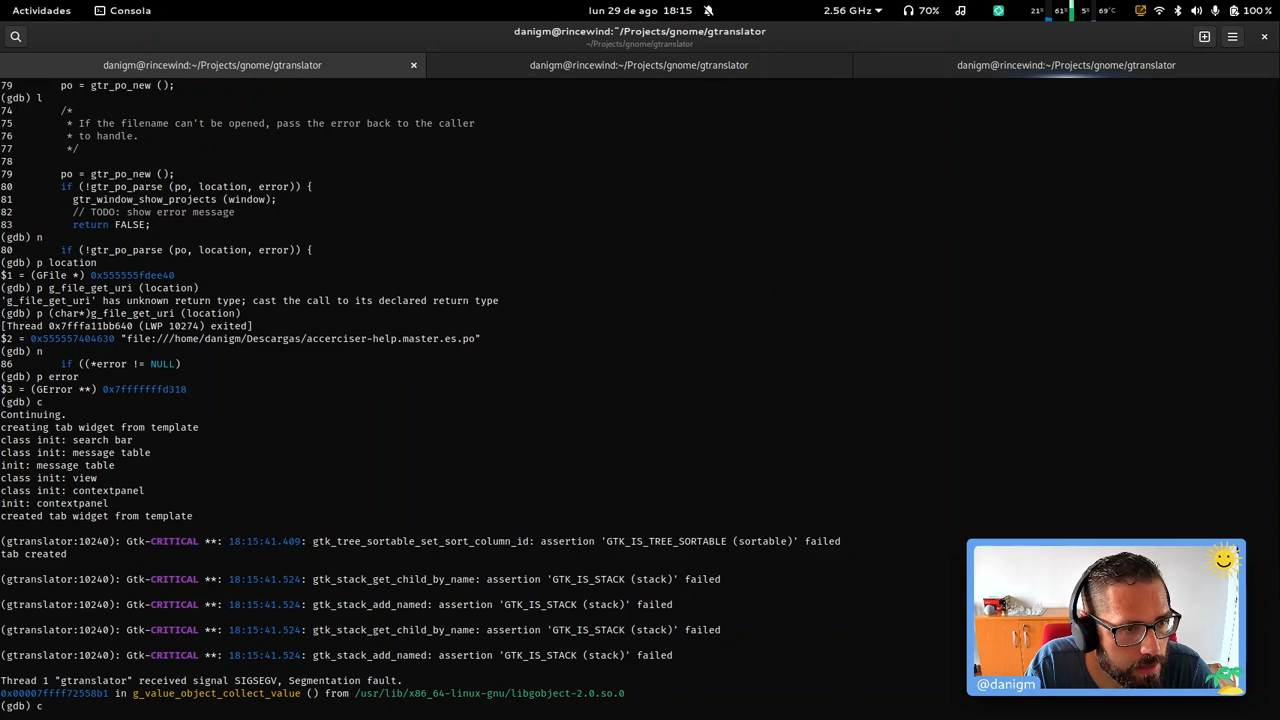 Actividades Consola lun 29 de ago 18:15 2.56 GHz 70% 21% 61% 5% 69°C 100 %
danigm@rincewind:~/Projects/gnome/gtranslator
~/Projects/gnome/gtranslator
danigm@rincewind:~/Projects/gnome/gtranslator danigm@rincewind:~/Projects/gnome/gtranslator danigm@rincewind:~/Projects/gnome/gtranslator
79 po = gtr_po_new ();
(gdb) l
74 /*
75 * If the filename can't be opened, pass the error back to the caller
76 * to handle.
77 */
78
79 po = gtr_po_new ();
80 if (!gtr_po_parse (po, location, error)) {
81 gtr_window_show_projects (window);
82 // TODO: show error message
83 return FALSE;
(gdb) n
80 if (!gtr_po_parse (po, location, error)) {
(gdb) p location
$1 = (GFile *) 0x555555fdee40
(gdb) p g_file_get_uri (location)
'g_file_get_uri' has unknown return type; cast the call to its declared return type
(gdb) p (char*)g_file_get_uri (location)
[Thread 0x7fffa11bb640 (LWP 10274) exited]
$2 = 0x555557404630 "file:///home/danigm/Descargas/accerciser-help.master.es.po"
(gdb) n
86 if ((*error != NULL)
(gdb) p error
$3 = (GError **) 0x7fffffffd318
(gdb) c
Continuing.
creating tab widget from template
class init: search bar
class init: message table
init: message table
class init: view
class init: contextpanel
init: contextpanel
created tab widget from template
(gtranslator:10240): Gtk-CRITICAL **: 18:15:41.409: gtk_tree_sortable_set_sort_column_id: assertion 'GTK_IS_TREE_SORTABLE (sortable)' failed
tab created
(gtranslator:10240): Gtk-CRITICAL **: 18:15:41.524: gtk_stack_get_child_by_name: assertion 'GTK_IS_STACK (stack)' failed
(gtranslator:10240): Gtk-CRITICAL **: 18:15:41.524: gtk_stack_add_named: assertion 'GTK_IS_STACK (stack)' failed
(gtranslator:10240): Gtk-CRITICAL **: 18:15:41.524: gtk_stack_get_child_by_name: assertion 'GTK_IS_STACK (stack)' failed
(gtranslator:10240): Gtk-CRITICAL **: 18:15:41.524: gtk_stack_add_named: assertion 'GTK_IS_STACK (stack)' failed
Thread 1 "gtranslator" received signal SIGSEGV, Segmentation fault.
0x00007ffff72558b1 in g_value_object_collect_value () from /usr/lib/x86_64-linux-gnu/libgobject-2.0.so.0
(gdb) c
@danigm